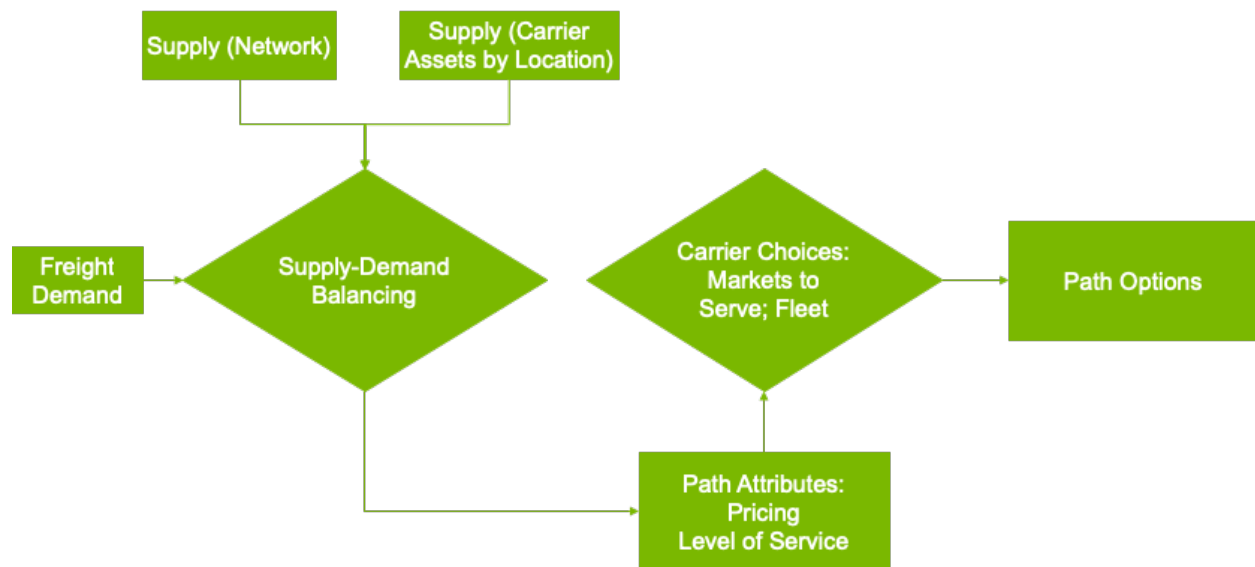 Supply (Network)
Supply (Carrier
Assets by Location)
Freight
Demand
Supply-Demand
Balancing
Carrier Choices:
Markets to
Serve; Fleet
Path Options
Path Attributes:
Pricing
Level of Service